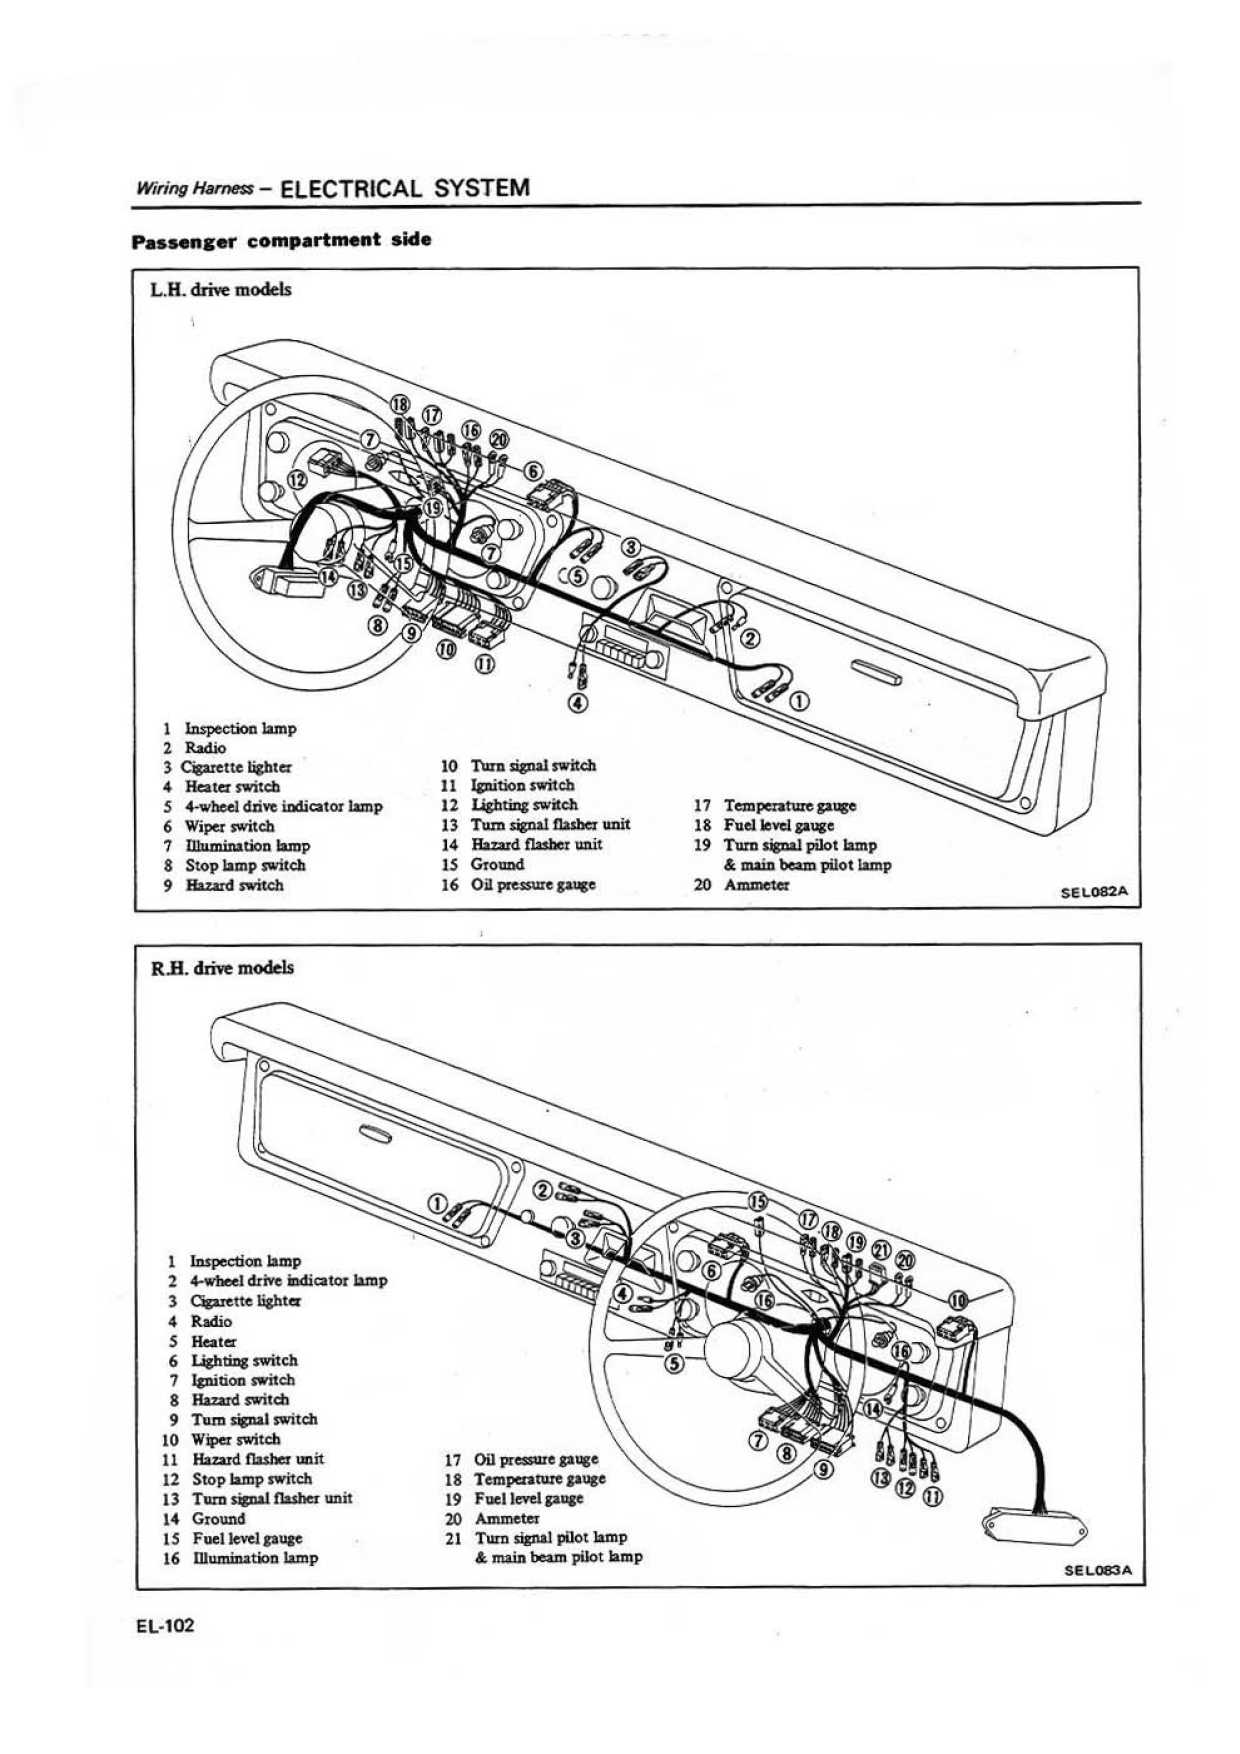 Wiring Harness – ELECTRICAL SYSTEM
Passenger compartment side
L.H. drive models
18
17
16
20
7
6
12
19
3
7
5
15
14
13
2
8
9
10
11
1
4
1 Inspection lamp
2 Radio
3 Cigarette lighter
4 Heater switch
5 4-wheel drive indicator lamp
6 Wiper switch
7 Illumination lamp
8 Stop lamp switch
9 Hazard switch
10 Turn signal switch
11 Ignition switch
12 Lighting switch
13 Turn signal flasher unit
14 Hazard flasher unit
15 Ground
16 Oil pressure gauge
17 Temperature gauge
18 Fuel level gauge
19 Turn signal pilot lamp
& main beam pilot lamp
20 Ammeter
SEL082A
R.H. drive models
2
1
15
17
18
19
21
20
3
6
4
16
10
16
5
14
7
8
9
13
12
11
1 Inspection lamp
2 4-wheel drive indicator lamp
3 Cigarette lighter
4 Radio
5 Heater
6 Lighting switch
7 Ignition switch
8 Hazard switch
9 Turn signal switch
10 Wiper switch
11 Hazard flasher unit
12 Stop lamp switch
13 Turn signal flasher unit
14 Ground
15 Fuel level gauge
16 Illumination lamp
17 Oil pressure gauge
18 Temperature gauge
19 Fuel level gauge
20 Ammeter
21 Turn signal pilot lamp
& main beam pilot lamp
SEL083A
EL-102